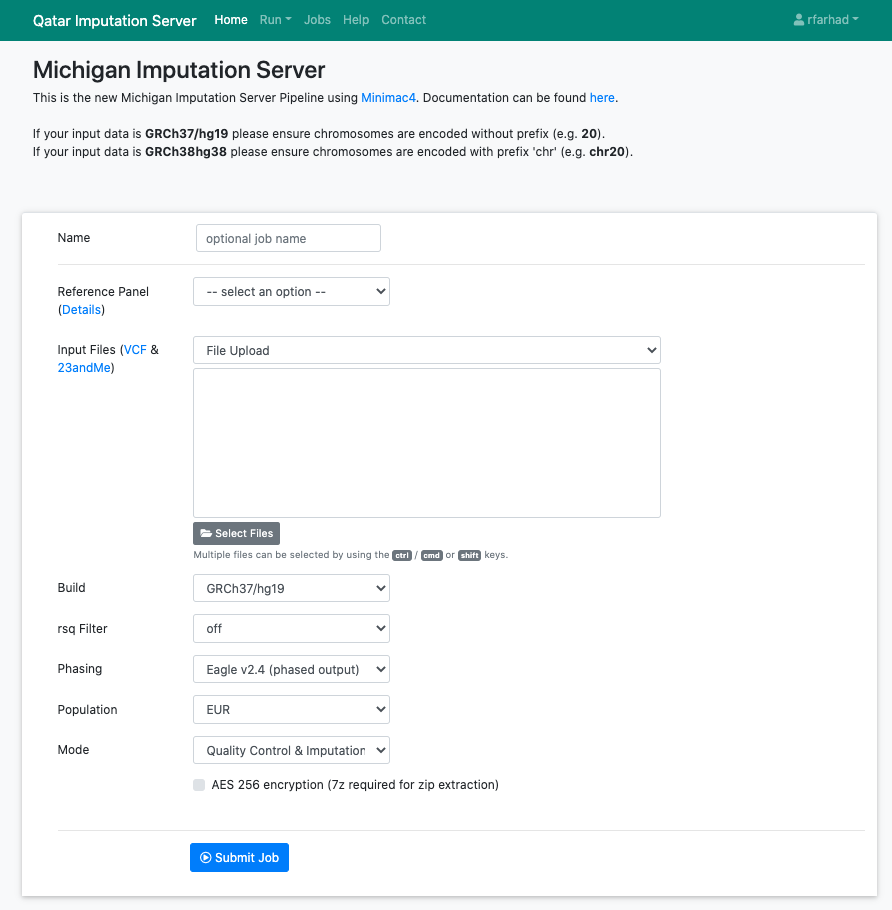 Qatar Imputation Server Home Run Jobs Help Contact rfarhad
Michigan Imputation Server
This is the new Michigan Imputation Server Pipeline using Minimac4. Documentation can be found here.
If your input data is GRCh37/hg19 please ensure chromosomes are encoded without prefix (e.g. 20).
If your input data is GRCh38hg38 please ensure chromosomes are encoded with prefix 'chr' (e.g. chr20).
Name optional job name
Reference Panel -- select an option --
(Details)
Input Files (VCF & File Upload
23andMe)
Select Files
Multiple files can be selected by using the ctrl / cmd or shift keys.
Build GRCh37/hg19
rsq Filter off
Phasing Eagle v2.4 (phased output)
Population EUR
Mode Quality Control & Imputation
AES 256 encryption (7z required for zip extraction)
Submit Job